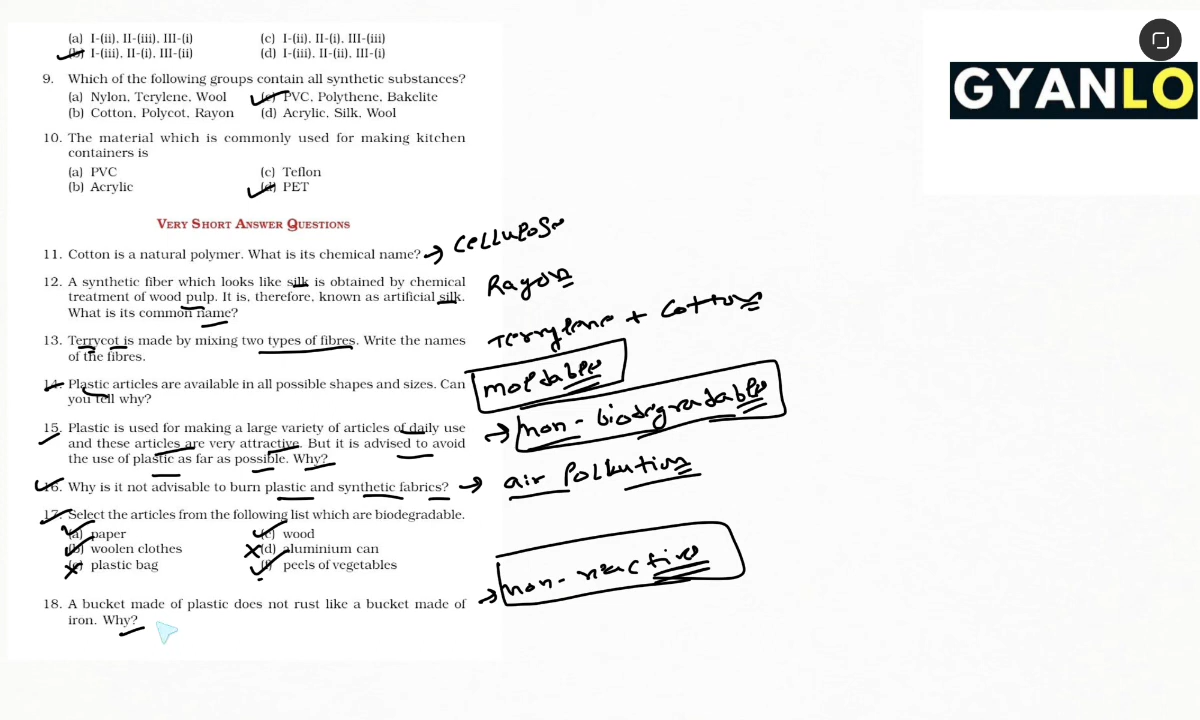 (a) I-(ii), II-(iii), III-(i) (c) I-(ii), II-(i), III-(iii)
(b) I-(iii), II-(i), III-(ii) (d) I-(iii), II-(ii), III-(i)
GYANLO
9. Which of the following groups contain all synthetic substances?
(a) Nylon, Terylene, Wool (c) PVC, Polythene, Bakelite
(b) Cotton, Polycot, Rayon (d) Acrylic, Silk, Wool
10. The material which is commonly used for making kitchen
containers is
(a) PVC (c) Teflon
(b) Acrylic (d) PET
VERY SHORT ANSWER QUESTIONS
11. Cotton is a natural polymer. What is its chemical name? → cellulose
12. A synthetic fiber which looks like silk is obtained by chemical
treatment of wood pulp. It is, therefore, known as artificial silk.
What is its common name?
Rayon
13. Terrycot is made by mixing two types of fibres. Write the names
of the fibres.
Terrylene + cotton
14. Plastic articles are available in all possible shapes and sizes. Can
you tell why?
moldable
15. Plastic is used for making a large variety of articles of daily use
and these articles are very attractive. But it is advised to avoid
the use of plastic as far as possible. Why?
→ non-biodegradable
16. Why is it not advisable to burn plastic and synthetic fabrics? → air pollution
17. Select the articles from the following list which are biodegradable.
(a) paper (c) wood
(b) woolen clothes (d) aluminium can
(e) plastic bag (f) peels of vegetables
18. A bucket made of plastic does not rust like a bucket made of
iron. Why?
→ non-reactive